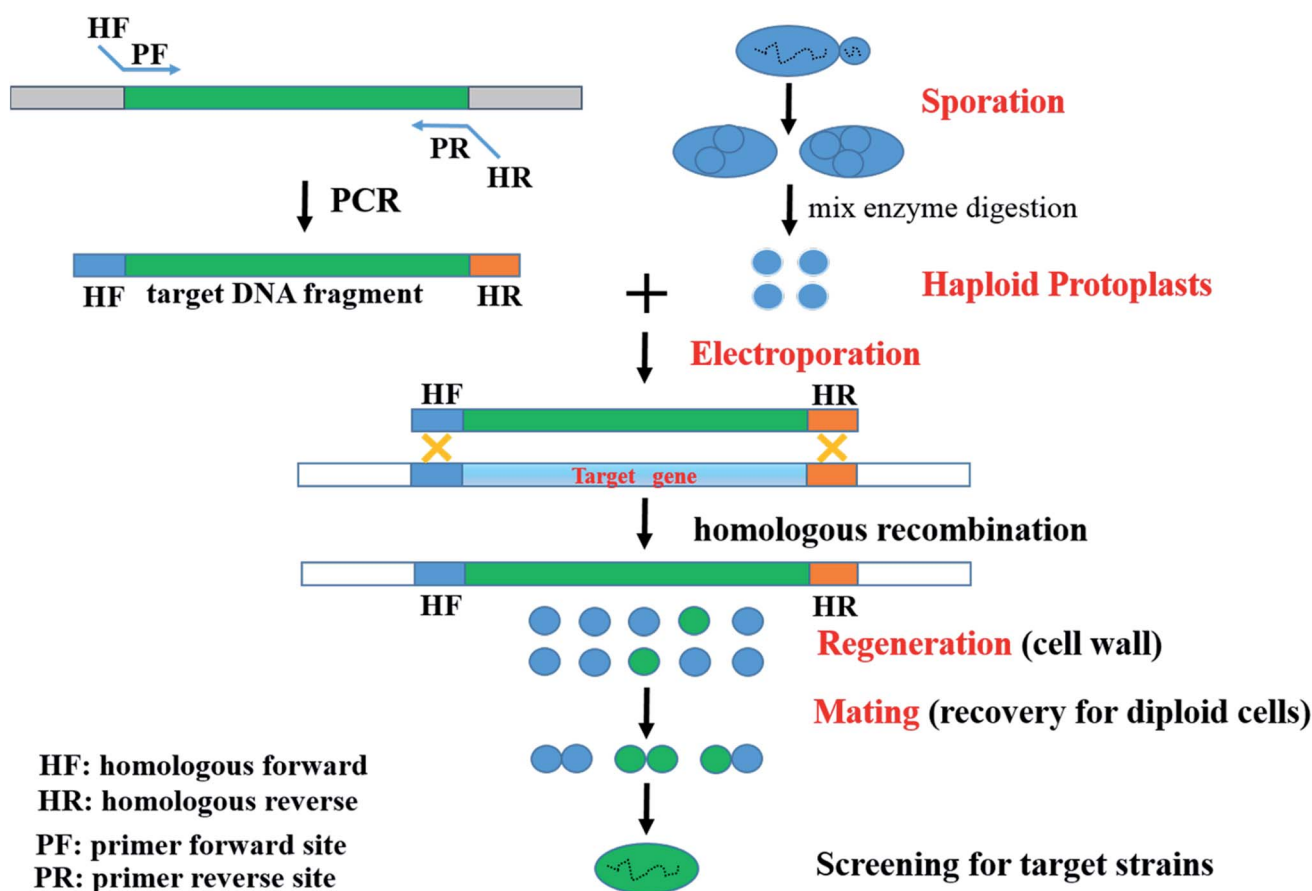 HF
PF
PR
HR
PCR
HF
target DNA fragment
HR
Sporation
mix enzyme digestion
+
Haploid Protoplasts
Electroporation
HF
HR
Target gene
homologous recombination
HF
HR
Regeneration (cell wall)
Mating (recovery for diploid cells)
HF: homologous forward
HR: homologous reverse
PF: primer forward site
PR: primer reverse site
Screening for target strains